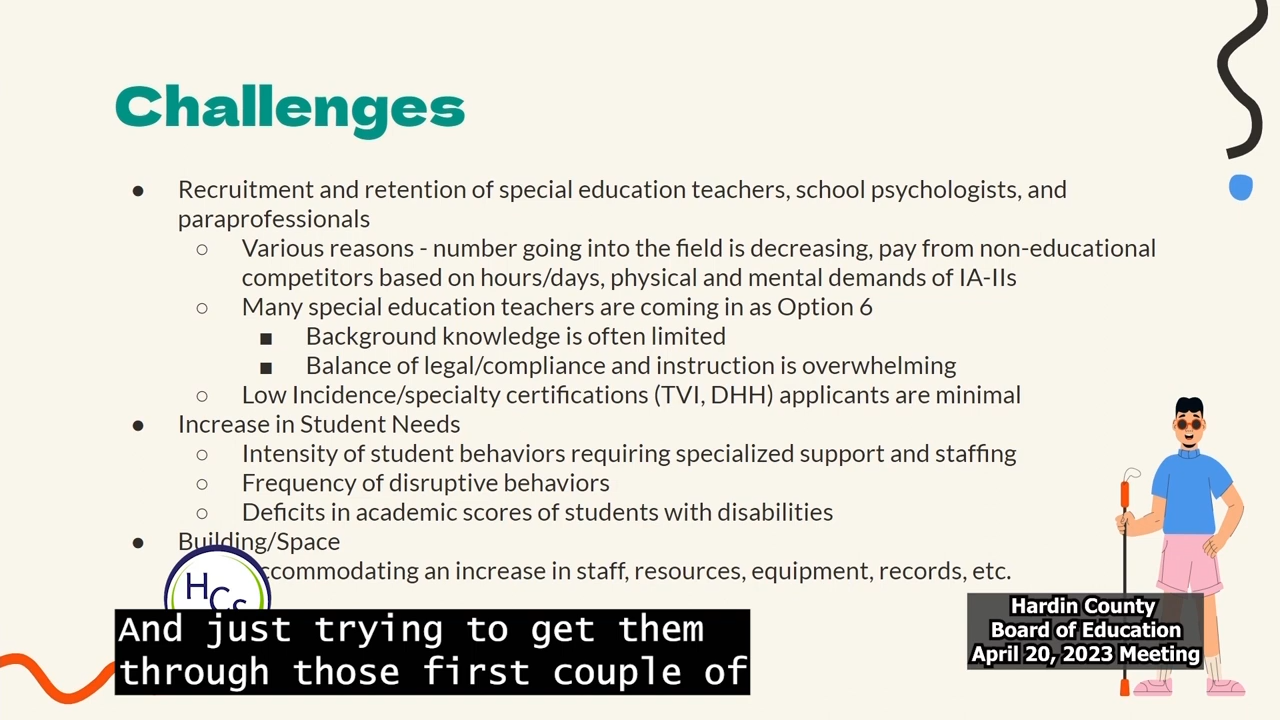 Challenges
● Recruitment and retention of special education teachers, school psychologists, and
paraprofessionals
○ Various reasons - number going into the field is decreasing, pay from non-educational
competitors based on hours/days, physical and mental demands of IA-IIs
○ Many special education teachers are coming in as Option 6
■ Background knowledge is often limited
■ Balance of legal/compliance and instruction is overwhelming
○ Low Incidence/specialty certifications (TVI, DHH) applicants are minimal
● Increase in Student Needs
○ Intensity of student behaviors requiring specialized support and staffing
○ Frequency of disruptive behaviors
○ Deficits in academic scores of students with disabilities
● Building/Space
ccommodating an increase in staff, resources, equipment, records, etc.
HCS
And just trying to get them
through those first couple of
Hardin County
Board of Education
April 20, 2023 Meeting